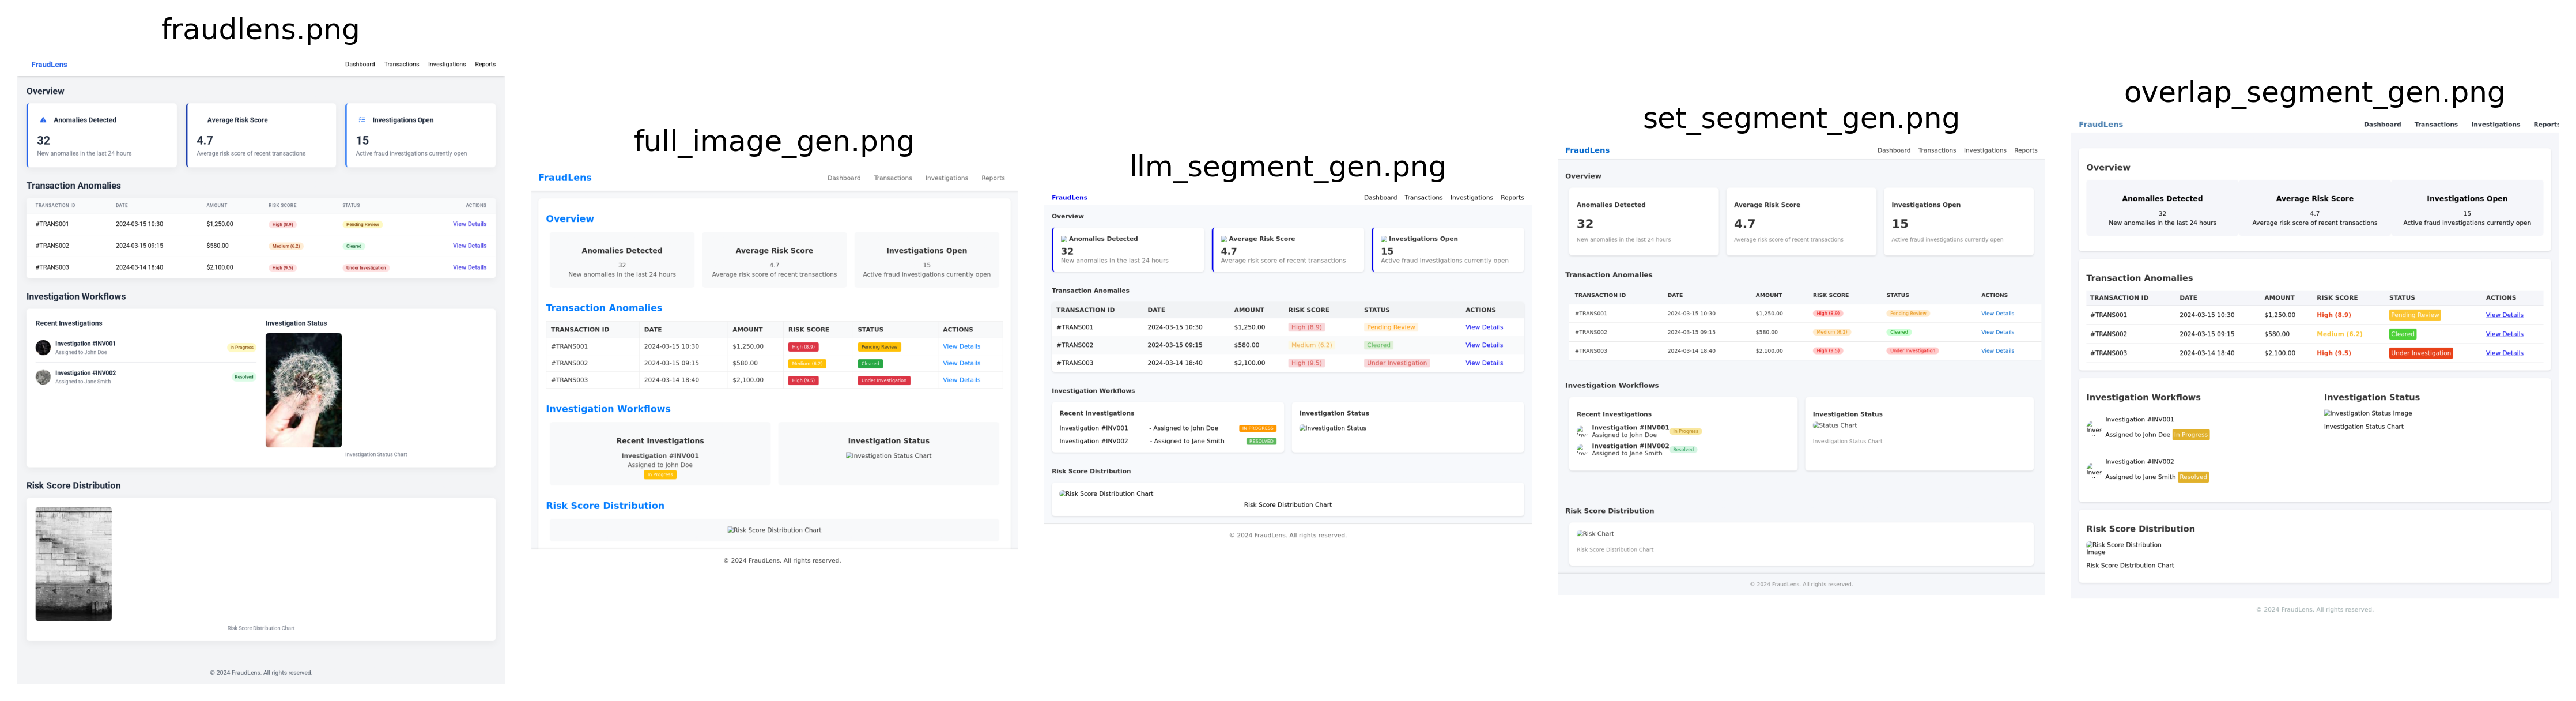 fraudlens.png
FraudLens
Dashboard Transactions Investigations Reports
Overview
Anomalies Detected
32
New anomalies in the last 24 hours
Average Risk Score
4.7
Average risk score of recent transactions
Investigations Open
15
Active fraud investigations currently open
Transaction Anomalies
TRANSACTION ID DATE AMOUNT RISK SCORE STATUS ACTIONS
#TRANS001 2024-03-15 10:30 $1,250.00 High (8.9) Pending Review View Details
#TRANS002 2024-03-15 09:15 $580.00 Medium (6.2) Cleared View Details
#TRANS003 2024-03-14 18:40 $2,100.00 High (9.5) Under Investigation View Details
Investigation Workflows
Recent Investigations
Investigation #INV001
Assigned to John Doe
In Progress
Investigation #INV002
Assigned to Jane Smith
Resolved
Investigation Status
Investigation Status Chart
Risk Score Distribution
Risk Score Distribution Chart
© 2024 FraudLens. All rights reserved.
full_image_gen.png
FraudLens
Dashboard Transactions Investigations Reports
Overview
Anomalies Detected
32
New anomalies in the last 24 hours
Average Risk Score
4.7
Average risk score of recent transactions
Investigations Open
15
Active fraud investigations currently open
Transaction Anomalies
TRANSACTION ID DATE AMOUNT RISK SCORE STATUS ACTIONS
#TRANS001 2024-03-15 10:30 $1,250.00 High (8.9) Pending Review View Details
#TRANS002 2024-03-15 09:15 $580.00 Medium (6.2) Cleared View Details
#TRANS003 2024-03-14 18:40 $2,100.00 High (9.5) Under Investigation View Details
Investigation Workflows
Recent Investigations
Investigation #INV001
Assigned to John Doe
In Progress
Investigation Status
Investigation Status Chart
Risk Score Distribution
Risk Score Distribution Chart
© 2024 FraudLens. All rights reserved.
llm_segment_gen.png
FraudLens
Dashboard Transactions Investigations Reports
Overview
Anomalies Detected
32
New anomalies in the last 24 hours
Average Risk Score
4.7
Average risk score of recent transactions
Investigations Open
15
Active fraud investigations currently open
Transaction Anomalies
TRANSACTION ID DATE AMOUNT RISK SCORE STATUS ACTIONS
#TRANS001 2024-03-15 10:30 $1,250.00 High (8.9) Pending Review View Details
#TRANS002 2024-03-15 09:15 $580.00 Medium (6.2) Cleared View Details
#TRANS003 2024-03-14 18:40 $2,100.00 High (9.5) Under Investigation View Details
Investigation Workflows
Recent Investigations
Investigation #INV001 - Assigned to John Doe IN PROGRESS
Investigation #INV002 - Assigned to Jane Smith RESOLVED
Investigation Status
Investigation Status
Risk Score Distribution
Risk Score Distribution Chart
Risk Score Distribution Chart
© 2024 FraudLens. All rights reserved.
set_segment_gen.png
FraudLens
Dashboard Transactions Investigations Reports
Overview
Anomalies Detected
32
New anomalies in the last 24 hours
Average Risk Score
4.7
Average risk score of recent transactions
Investigations Open
15
Active fraud investigations currently open
Transaction Anomalies
TRANSACTION ID DATE AMOUNT RISK SCORE STATUS ACTIONS
#TRANS001 2024-03-15 10:30 $1,250.00 High (8.9) Pending Review View Details
#TRANS002 2024-03-15 09:15 $580.00 Medium (6.2) Cleared View Details
#TRANS003 2024-03-14 18:40 $2,100.00 High (9.5) Under Investigation View Details
Investigation Workflows
Recent Investigations
Investigation #INV001
Assigned to John Doe
In Progress
Investigation #INV002
Assigned to Jane Smith
Resolved
Investigation Status
Status Chart
Investigation Status Chart
Risk Score Distribution
Risk Chart
Risk Score Distribution Chart
© 2024 FraudLens. All rights reserved.
overlap_segment_gen.png
FraudLens
Dashboard Transactions Investigations Reports
Overview
Anomalies Detected
32
New anomalies in the last 24 hours
Average Risk Score
4.7
Average risk score of recent transactions
Investigations Open
15
Active fraud investigations currently open
Transaction Anomalies
TRANSACTION ID DATE AMOUNT RISK SCORE STATUS ACTIONS
#TRANS001 2024-03-15 10:30 $1,250.00 High (8.9) Pending Review View Details
#TRANS002 2024-03-15 09:15 $580.00 Medium (6.2) Cleared View Details
#TRANS003 2024-03-14 18:40 $2,100.00 High (9.5) Under Investigation View Details
Investigation Workflows
Investigation #INV001
Assigned to John Doe In Progress
Investigation #INV002
Assigned to Jane Smith Resolved
Investigation Status
Investigation Status Image
Investigation Status Chart
Risk Score Distribution
Risk Score Distribution
Image
Risk Score Distribution Chart
© 2024 FraudLens. All rights reserved.